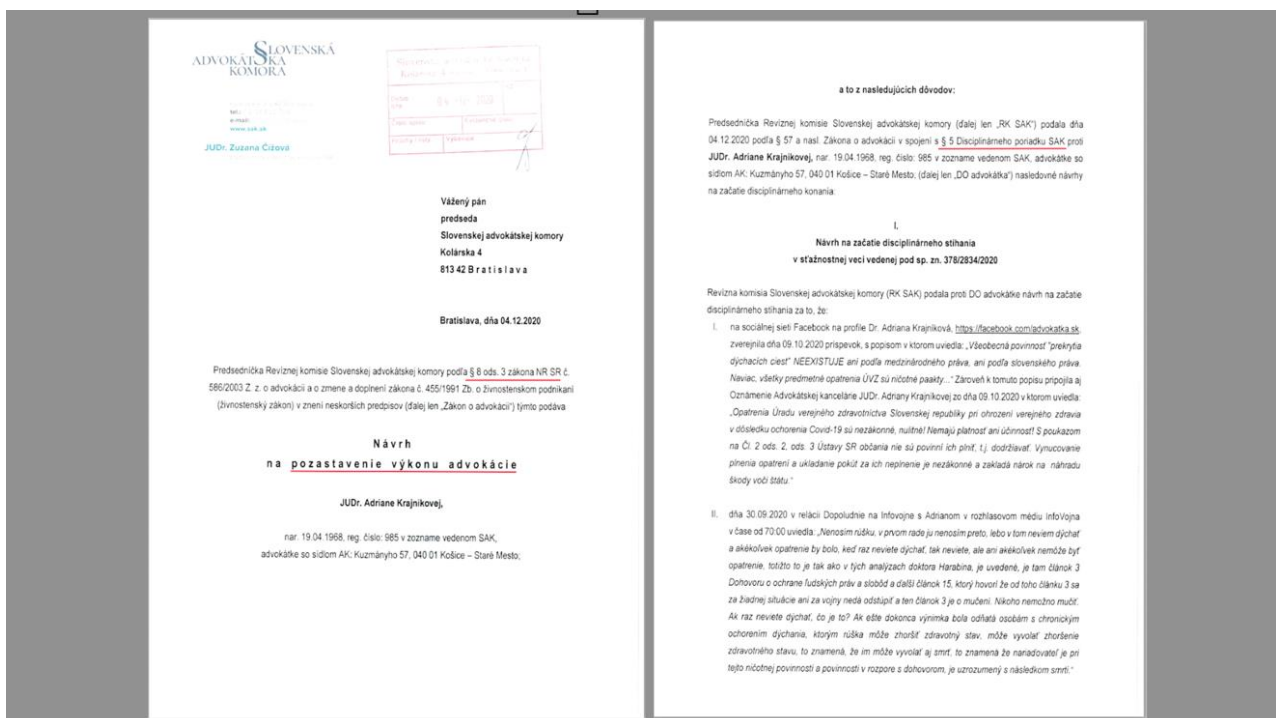 SLOVENSKÁ
ADVOKÁTSKA
KOMORA
tel.:
e-mail:
www.sak.sk
JUDr. Zuzana Čížová
Vážený pán
predseda
Slovenskej advokátskej komory
Kolárska 4
813 42 B r a t i s l a v a
Bratislava, dňa 04.12.2020
Predsedníčka Revíznej komisie Slovenskej advokátskej komory podľa § 8 ods. 3 zákona NR SR č.
586/2003 Z. z. o advokácii a o zmene a doplnení zákona č. 455/1991 Zb. o živnostenskom podnikaní
(živnostenský zákon) v znení neskorších predpisov (ďalej len „Zákon o advokácii") týmto podáva
N á v r h
na pozastavenie výkonu advokácie
JUDr. Adriane Krajníkovej,
nar. 19.04.1968, reg. číslo: 985 v zozname vedenom SAK,
advokátke so sídlom AK: Kuzmányho 57, 040 01 Košice – Staré Mesto;
a to z nasledujúcich dôvodov:
Predsedníčka Revíznej komisie Slovenskej advokátskej komory (ďalej len „RK SAK") podala dňa
04.12.2020 podľa § 57 a nasl. Zákona o advokácii v spojení s § 5 Disciplinárneho poriadku SAK proti
JUDr. Adriane Krajníkovej, nar. 19.04.1968, reg. číslo: 985 v zozname vedenom SAK, advokátke so
sídlom AK: Kuzmányho 57, 040 01 Košice – Staré Mesto; (ďalej len „DO advokátka") nasledovné návrhy
na začatie disciplinárneho konania:
I.
Návrh na začatie disciplinárneho stíhania
v sťažnostnej veci vedenej pod sp. zn. 378/2834/2020
Revízna komisia Slovenskej advokátskej komory (RK SAK) podala proti DO advokátke návrh na začatie
disciplinárneho stíhania za to, že:
I. na sociálnej sieti Facebook na profile Dr. Adriana Krajníková, https://facebook.com/advokatka.sk,
zverejnila dňa 09.10.2020 príspevok, s popisom v ktorom uviedla: „Všeobecná povinnosť "prekrytia
dýchacích ciest" NEEXISTUJE ani podľa medzinárodného práva, ani podľa slovenského práva.
Naviac, všetky predmetné opatrenia ÚVZ sú ničotné paakty..." Zároveň k tomuto popisu pripojila aj
Oznámenie Advokátskej kancelárie JUDr. Adriany Krajníkovej zo dňa 09.10.2020 v ktorom uviedla:
„Opatrenia Úradu verejného zdravotníctva Slovenskej republiky pri ohrození verejného zdravia
v dôsledku ochorenia Covid-19 sú nezákonné, nulitné! Nemajú platnosť ani účinnosť! S poukazom
na Čl. 2 ods. 2, ods. 3 Ústavy SR občania nie sú povinní ich plniť, t.j. dodržiavať. Vynucovanie
plnenia opatrení a ukladanie pokút za ich neplnenie je nezákonné a zakladá nárok na náhradu
škody voči štátu."
II. dňa 30.09.2020 v relácii Dopoludnie na Infovojne s Adrianom v rozhlasovom médiu InfoVojna
v čase od 70:00 uviedla: „Nenosím rúšku, v prvom rade ju nenosím preto, lebo v tom neviem dýchať
a akékoľvek opatrenie by bolo, keď raz neviete dýchať, tak neviete, ale ani akékoľvek nemôže byť
opatrenie, totižto to je tak ako v tých analýzach doktora Harabina, je uvedené, je tam článok 3
Dohovoru o ochrane ľudských práv a slobôd a ďalší článok 15, ktorý hovorí že od toho článku 3 sa
za žiadnej situácie ani za vojny nedá odstúpiť a ten článok 3 je o mučení. Nikoho nemožno mučiť.
Ak raz neviete dýchať, čo je to? Ak ešte dokonca výnimka bola odňatá osobám s chronickým
ochorením dýchania, ktorým rúška môže zhoršiť zdravotný stav, môže vyvolať zhoršenie
zdravotného stavu, to znamená, že im môže vyvolať aj smrť, to znamená že nariaďovateľ je pri
tejto ničotnej povinnosti a povinnosti v rozpore s dohovorom, je uzrozumený s následkom smrti."